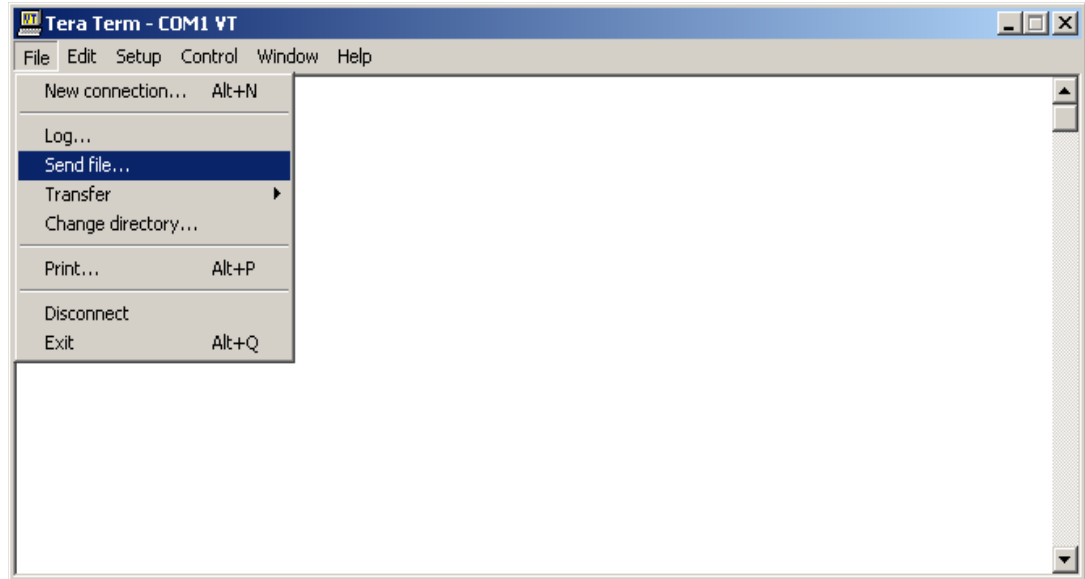 Tera Term - COM1 VT
File Edit Setup Control Window Help
New connection... Alt+N
Log...
Send file...
Transfer
Change directory...
Print... Alt+P
Disconnect
Exit Alt+Q